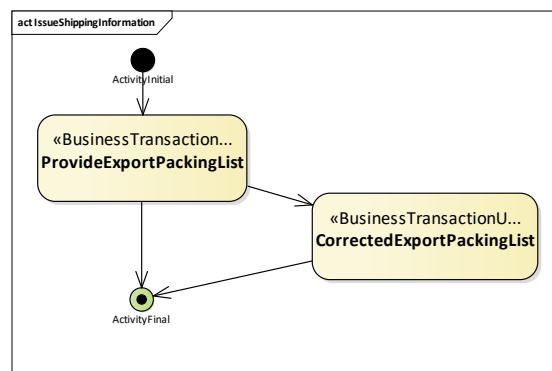 act IssueShippingInformation
ActivityInitial
«BusinessTransaction...
ProvideExportPackingList
«BusinessTransactionU...
CorrectedExportPackingList
ActivityFinal